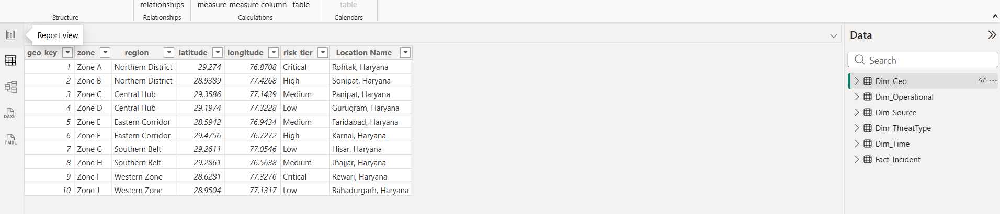 relationships measure measure column table table
Structure Relationships Calculations Calendars
Report view
Data
geo_key zone region latitude longitude risk_tier Location Name
Search
1 Zone A Northern District 29.274 76.8708 Critical Rohtak, Haryana
2 Zone B Northern District 28.9389 77.4268 High Sonipat, Haryana
3 Zone C Central Hub 29.3586 77.1439 Medium Panipat, Haryana
4 Zone D Central Hub 29.1974 77.3228 Low Gurugram, Haryana
5 Zone E Eastern Corridor 28.5942 76.9434 Medium Faridabad, Haryana
6 Zone F Eastern Corridor 29.4756 76.7272 High Karnal, Haryana
7 Zone G Southern Belt 29.2611 77.0546 Low Hisar, Haryana
8 Zone H Southern Belt 29.2861 76.5638 Medium Jhajjar, Haryana
9 Zone I Western Zone 28.6281 77.3276 Critical Rewari, Haryana
10 Zone J Western Zone 28.9504 77.1317 Low Bahadurgarh, Haryana
Dim_Geo
Dim_Operational
Dim_Source
Dim_ThreatType
Dim_Time
Fact_Incident
DAX
TMDL